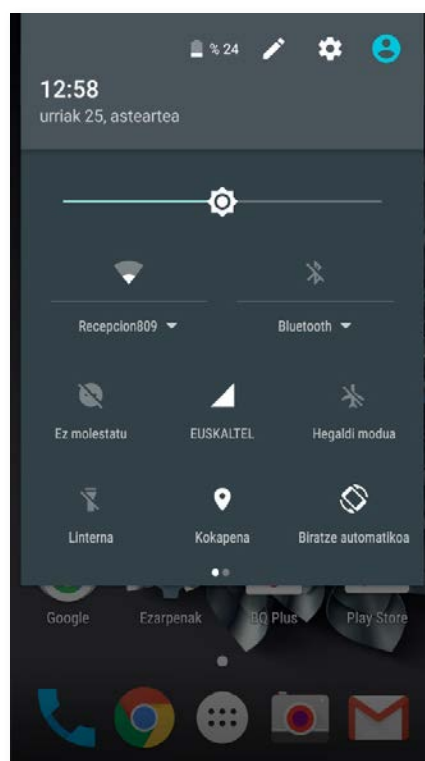 % 24
12:58
urriak 25, asteartea
Recepcion809
Bluetooth
Ez molestatu
EUSKALTEL
Hegaldi modua
Linterna
Kokapena
Biratze automatikoa
Google
Ezarpenak
BQ Plus
Play Store